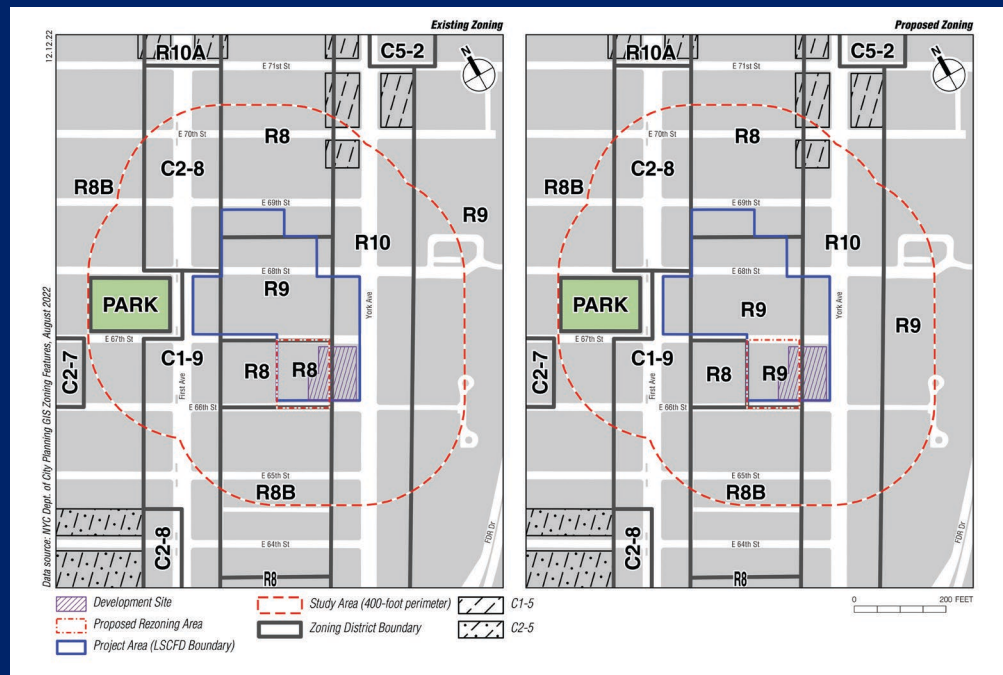 Existing Zoning
12.12.22
R10A
C5-2
N
E 71st St
R8
E 70th St
C2-8
R8B
E 69th St
R9
R10
E 68th St
R9
PARK
York Ave
E 67th St
C1-9
C2-7
R8
R8
First Ave
E 66th St
E 65th St
R8B
C2-8
E 64th St
FDR Dr
R8
Data source: NYC Dept. of City Planning GIS Zoning Features, August 2022
Proposed Zoning
R10A
C5-2
N
E 71st St
R8
E 70th St
C2-8
R8B
E 69th St
R10
E 68th St
R9
PARK
York Ave
R9
E 67th St
C1-9
C2-7
R8
R9
First Ave
E 66th St
E 65th St
R8B
C2-8
E 64th St
FDR Dr
R8
Development Site
Proposed Rezoning Area
Project Area (LSCFD Boundary)
Study Area (400-foot perimeter)
Zoning District Boundary
C1-5
C2-5
0 200 FEET